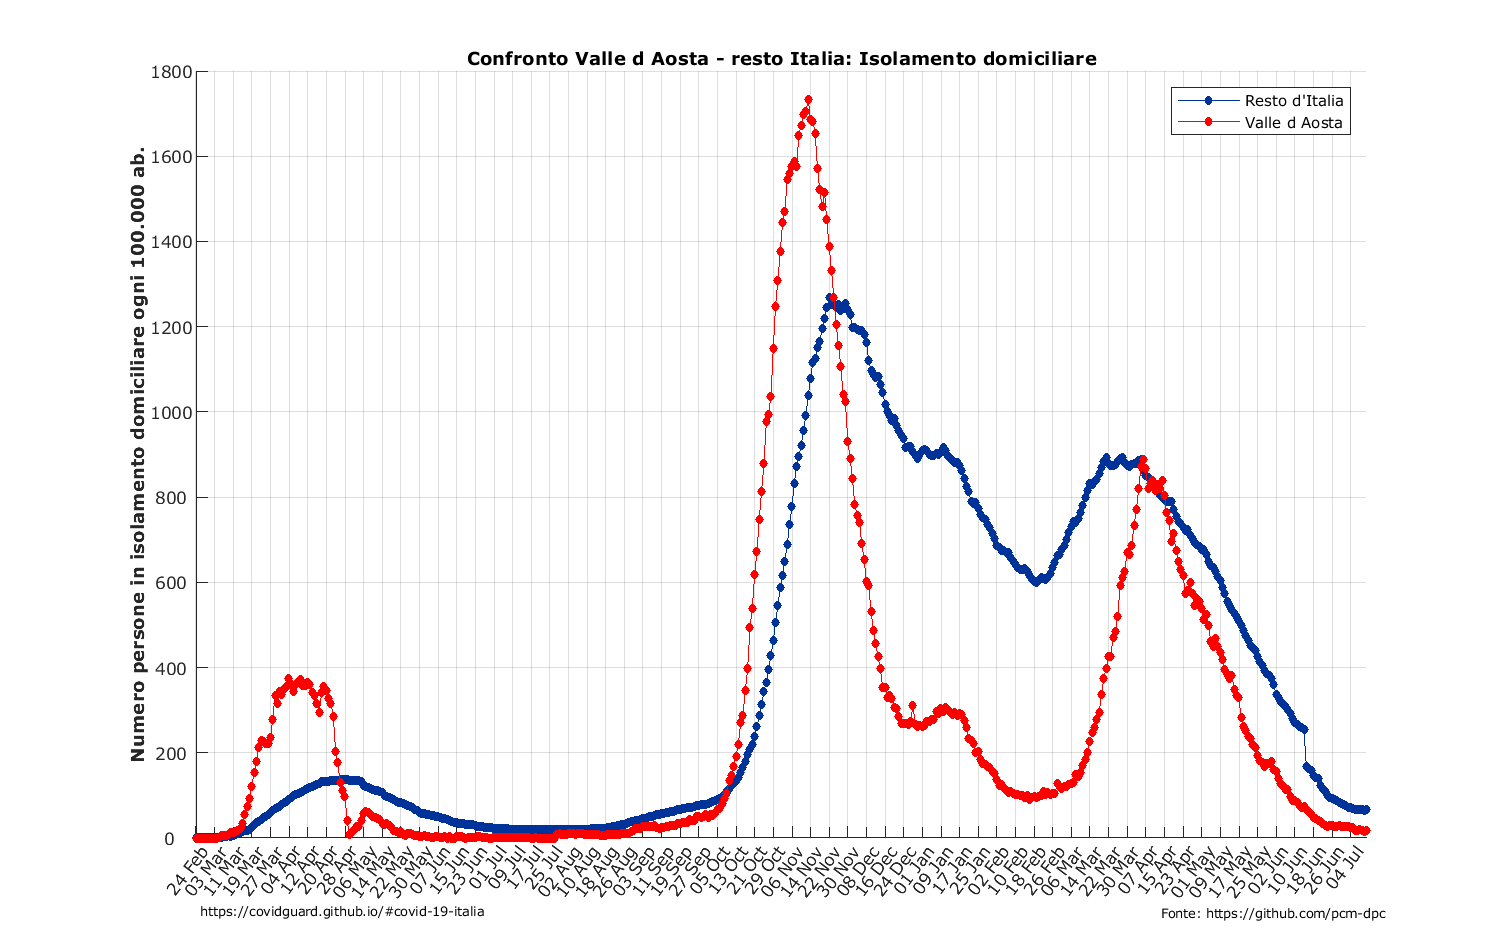 Confronto Valle d Aosta - resto Italia: Isolamento domiciliare
Resto d'Italia
Valle d Aosta
Numero persone in isolamento domiciliare ogni 100.000 ab.
1800
1600
1400
1200
1000
800
600
400
200
0
24 Feb
03 Mar
11 Mar
19 Mar
27 Mar
04 Apr
12 Apr
20 Apr
28 Apr
06 May
14 May
22 May
30 May
07 Jun
15 Jun
23 Jun
01 Jul
09 Jul
17 Jul
25 Jul
02 Aug
10 Aug
18 Aug
26 Aug
03 Sep
11 Sep
19 Sep
27 Sep
05 Oct
13 Oct
21 Oct
29 Oct
06 Nov
14 Nov
22 Nov
30 Nov
08 Dec
16 Dec
24 Dec
01 Jan
09 Jan
17 Jan
25 Jan
02 Feb
10 Feb
18 Feb
26 Feb
06 Mar
14 Mar
22 Mar
30 Mar
07 Apr
15 Apr
23 Apr
01 May
09 May
17 May
25 May
02 Jun
10 Jun
18 Jun
26 Jun
04 Jul
https://covidguard.github.io/#covid-19-italia
Fonte: https://github.com/pcm-dpc